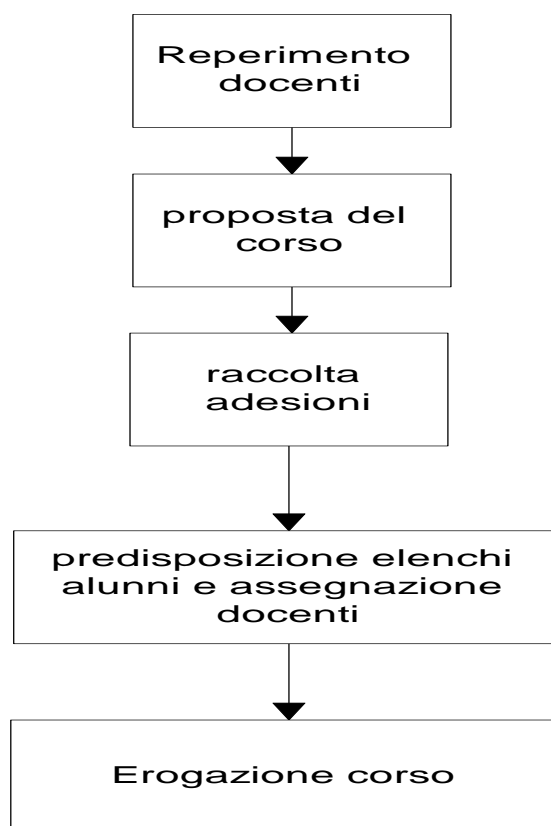 Reperimento
docenti
proposta del
corso
raccolta
adesioni
predisposizione elenchi
alunni e assegnazione
docenti
Erogazione corso